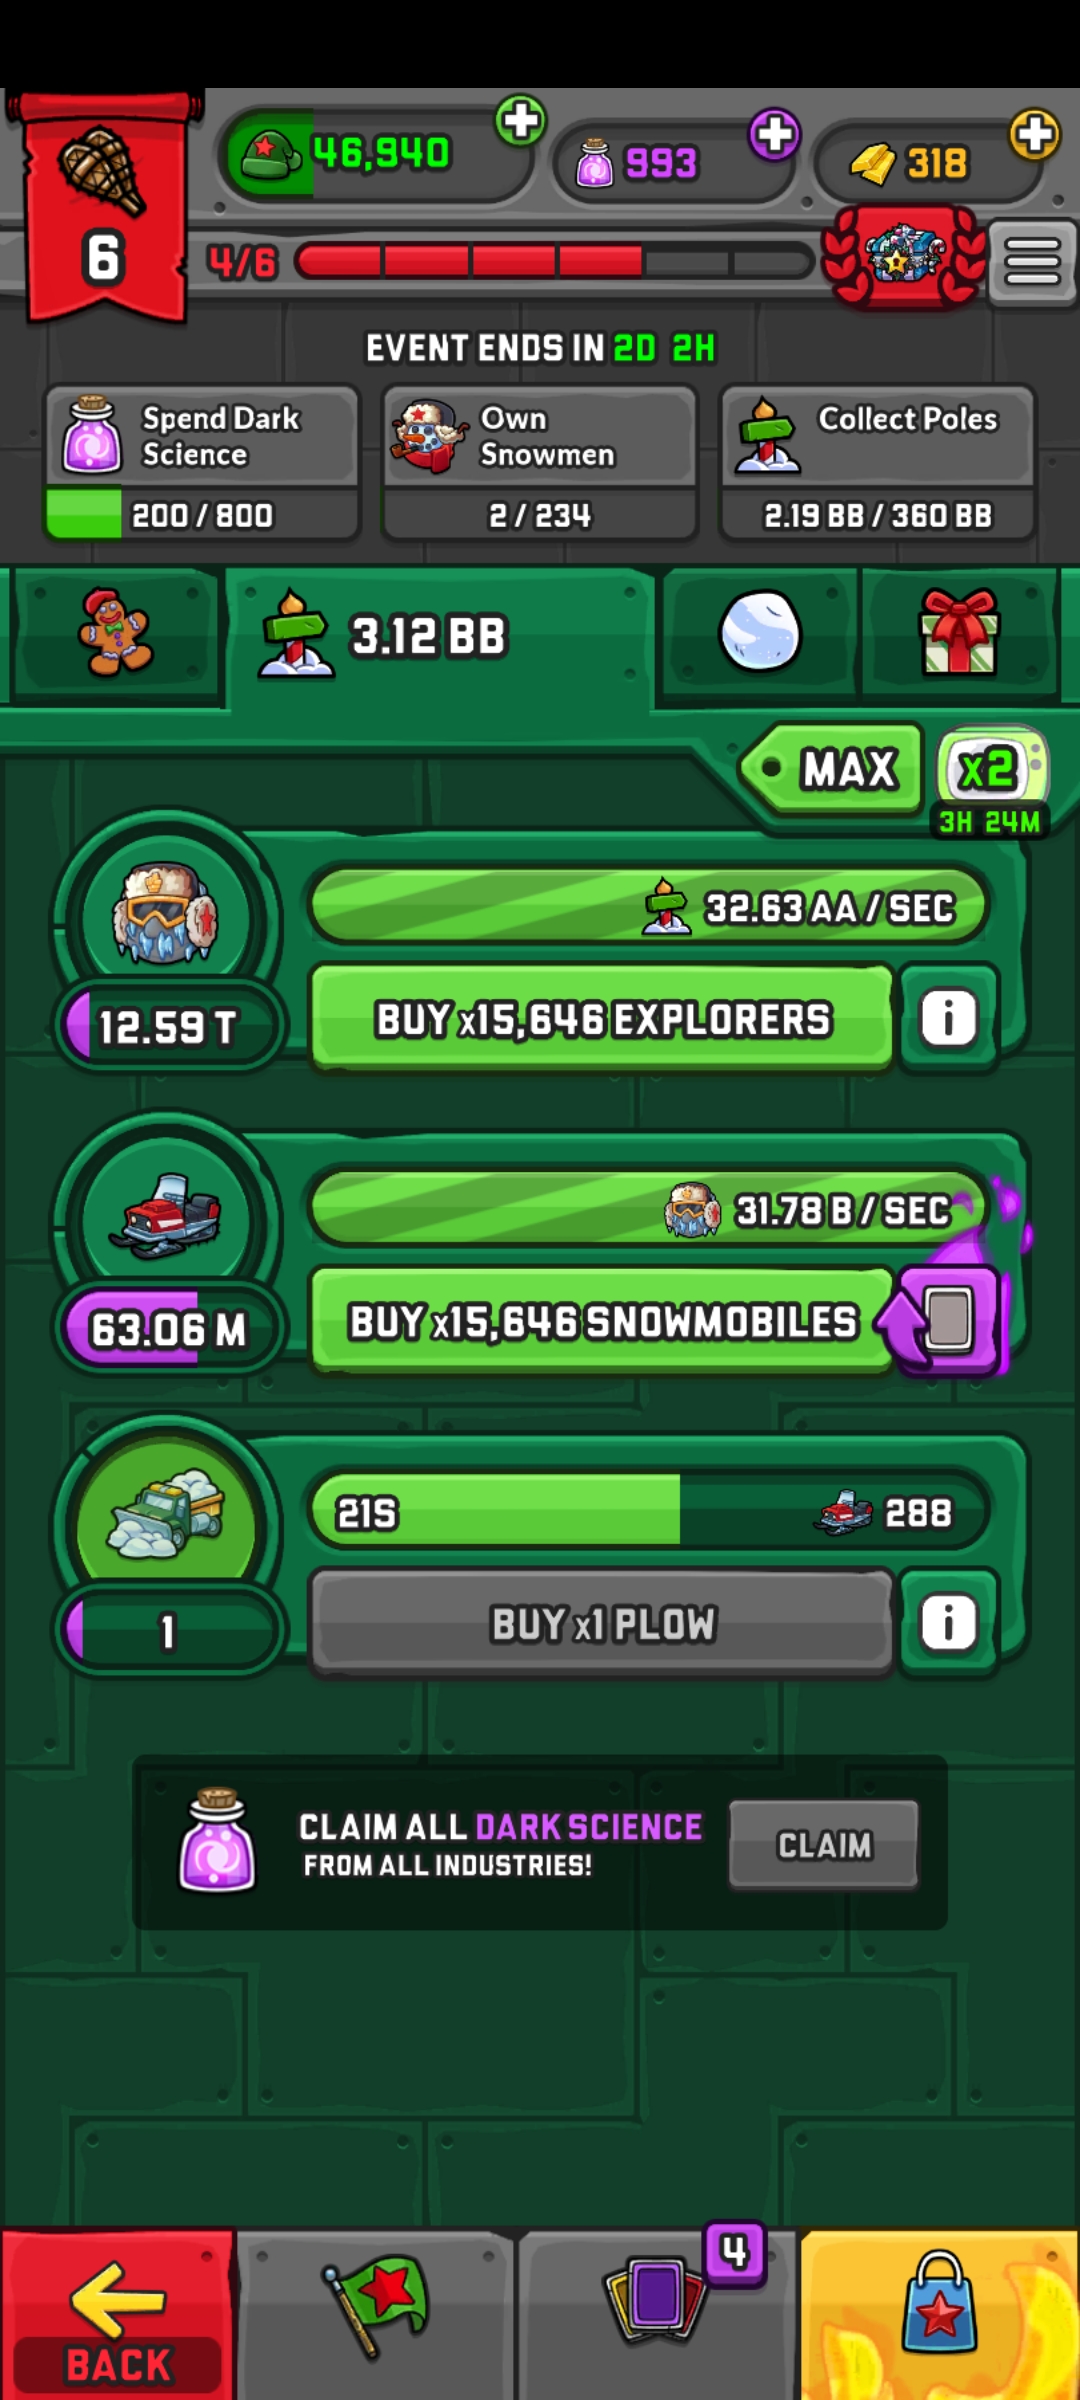 46,940
993
318
6
4/6
EVENT ENDS IN 2D 2H
Spend Dark
Science
200 / 800
Own
Snowmen
2 / 234
Collect Poles
2.19 BB / 360 BB
3.12 BB
MAX
x2
3H 24M
32.63 AA / SEC
12.59 T
BUY x15,646 EXPLORERS
i
31.78 B / SEC
63.06 M
BUY x15,646 SNOWMOBILES
21S
288
1
BUY x1 PLOW
i
CLAIM ALL DARK SCIENCE
FROM ALL INDUSTRIES!
CLAIM
4
BACK